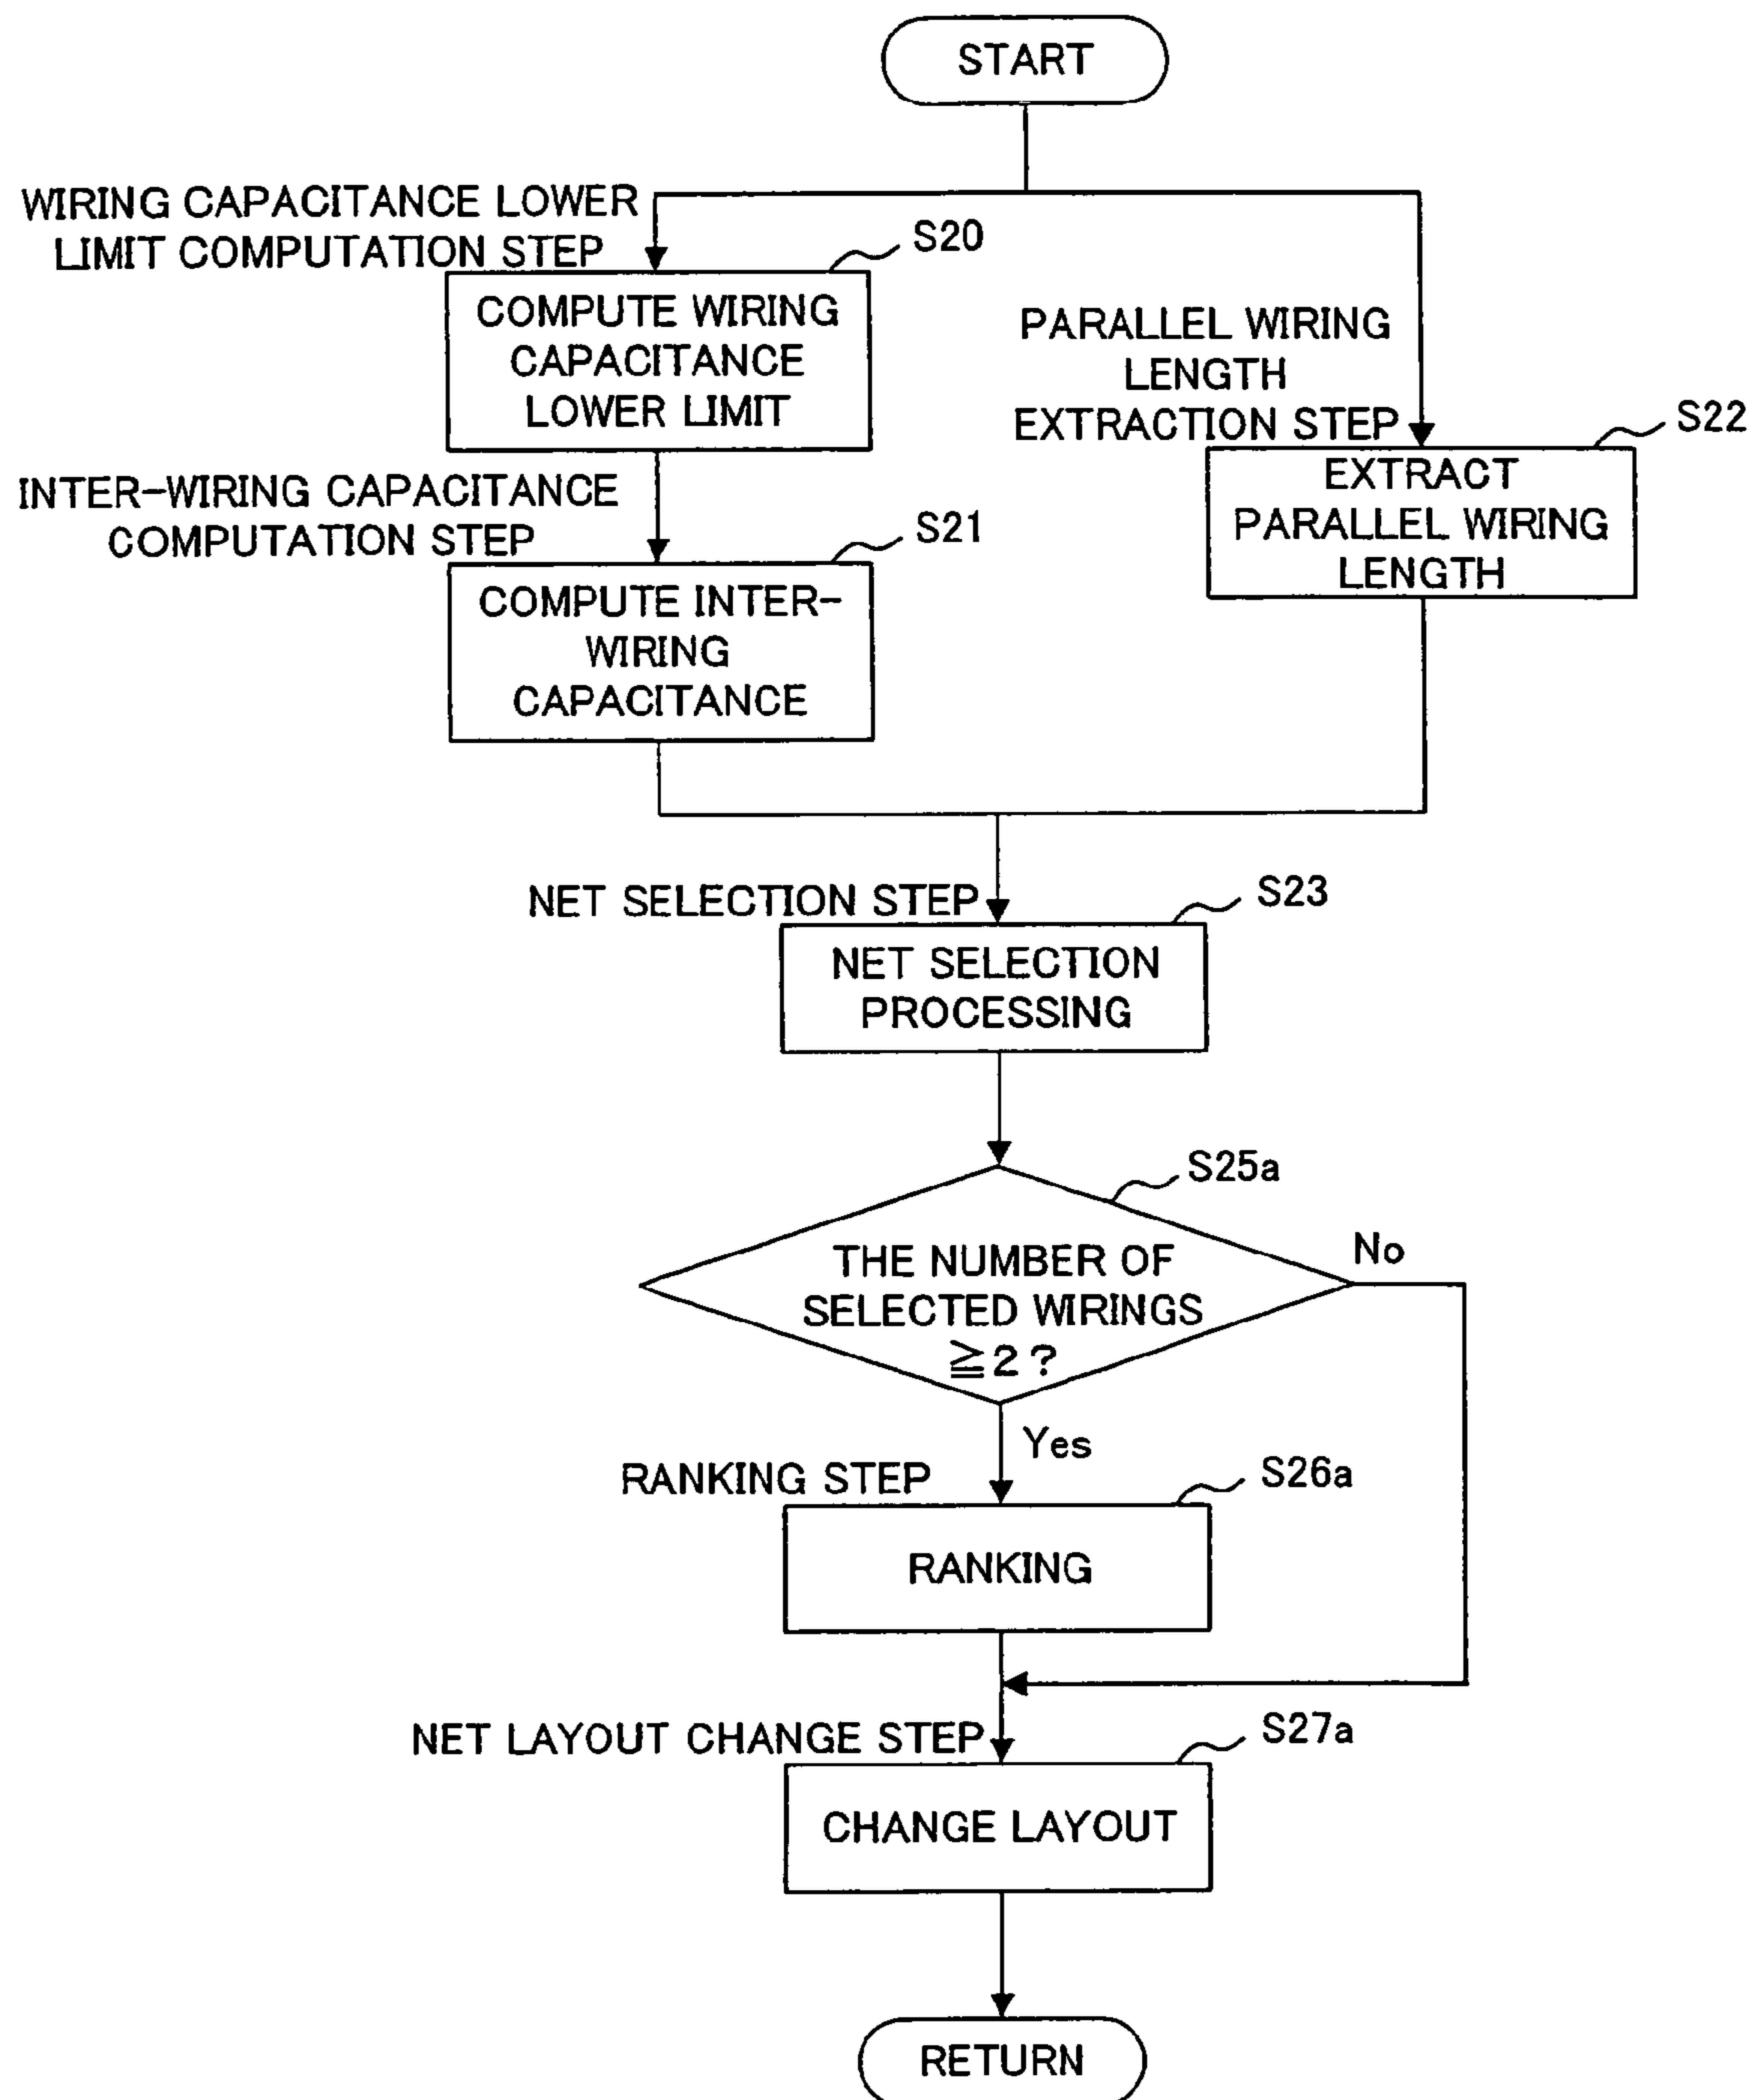 START
WIRING CAPACITANCE LOWER
LIMIT COMPUTATION STEP
S20
COMPUTE WIRING
CAPACITANCE
LOWER LIMIT
PARALLEL WIRING
LENGTH
EXTRACTION STEP
S22
EXTRACT
PARALLEL WIRING
LENGTH
INTER-WIRING CAPACITANCE
COMPUTATION STEP
S21
COMPUTE INTER-
WIRING
CAPACITANCE
NET SELECTION STEP
S23
NET SELECTION
PROCESSING
S25a
THE NUMBER OF
SELECTED WIRINGS
≧2?
No
Yes
RANKING STEP
S26a
RANKING
NET LAYOUT CHANGE STEP
S27a
CHANGE LAYOUT
RETURN